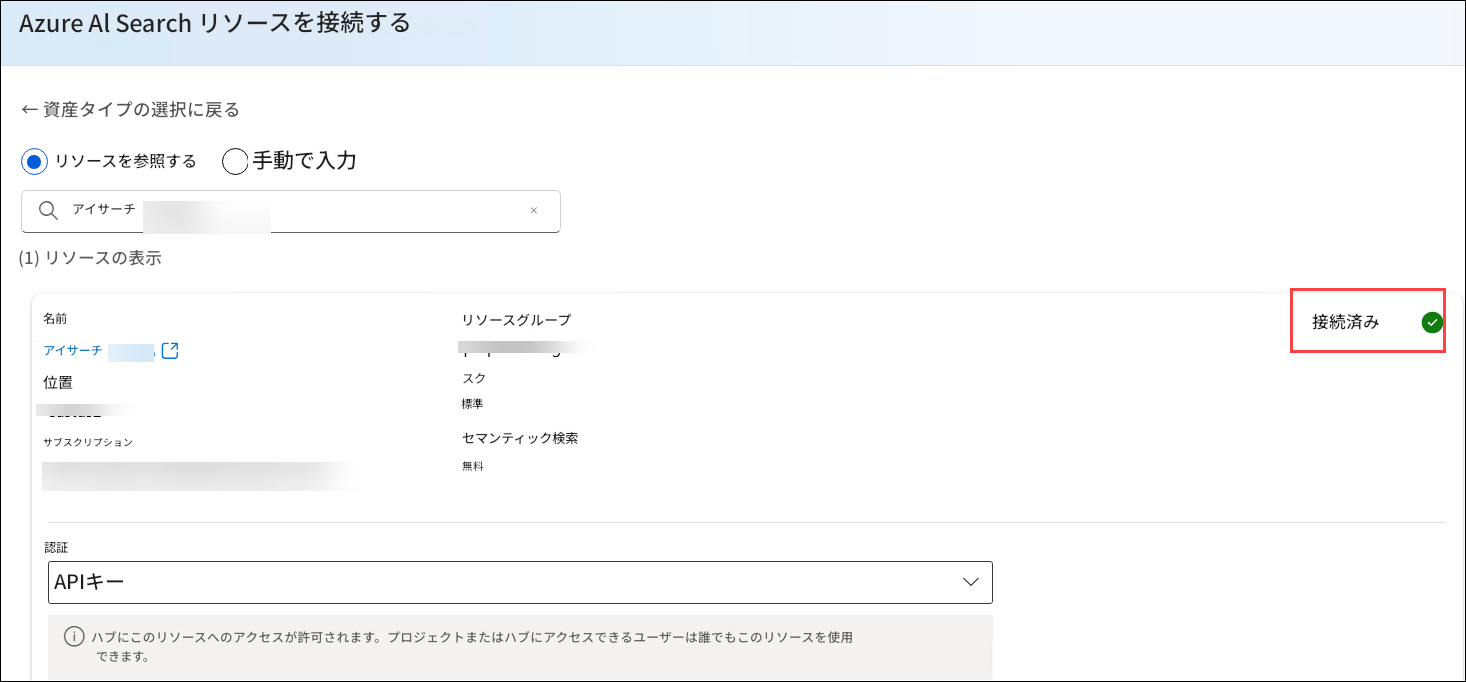 Azure Al Search リソースを接続する
← 資産タイプの選択に戻る
リソースを参照する 手動で入力
アイサーチ ×
(1) リソースの表示
名前
アイサーチ
位置
サブスクリプション
リソースグループ
スク
標準
セマンティック検索
無料
接続済み
認証
APIキー
ハブにこのリソースへのアクセスが許可されます。プロジェクトまたはハブにアクセスできるユーザーは誰でもこのリソースを使用
できます。